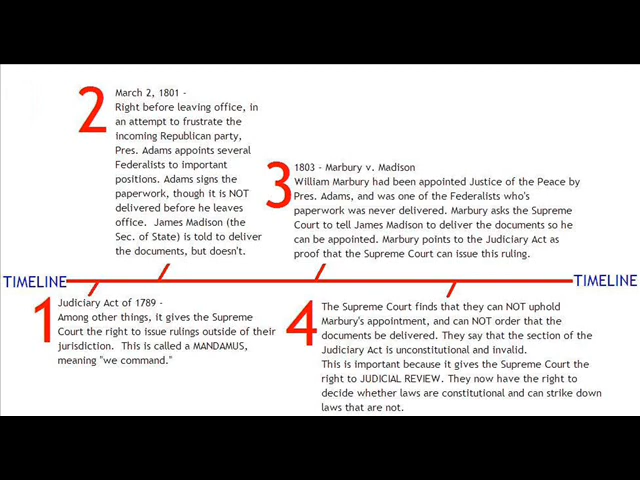 2
March 2, 1801 -
Right before leaving office, in
an attempt to frustrate the
incoming Republican party,
Pres. Adams appoints several
Federalists to important
positions. Adams signs the
paperwork, though it is NOT
delivered before he leaves
office.  James Madison (the
Sec. of State) is told to deliver
the documents, but doesn't.
3
1803 - Marbury v. Madison
William Marbury had been appointed Justice of the Peace by
Pres. Adams, and was one of the Federalists who's
paperwork was never delivered. Marbury asks the Supreme
Court to tell James Madison to deliver the documents so he
can be appointed. Marbury points to the Judiciary Act as
proof that the Supreme Court can issue this ruling.
TIMELINE
TIMELINE
1
Judiciary Act of 1789 -
Among other things, it gives the Supreme
Court the right to issue rulings outside of their
jurisdiction.  This is called a MANDAMUS,
meaning "we command."
4
The Supreme Court finds that they can NOT uphold
Marbury's appointment, and can NOT order that the
documents be delivered. They say that the section of the
Judiciary Act is unconstitutional and invalid.
This is important because it gives the Supreme Court the
right to JUDICIAL REVIEW. They now have the right to
decide whether laws are constitutional and can strike down
laws that are not.